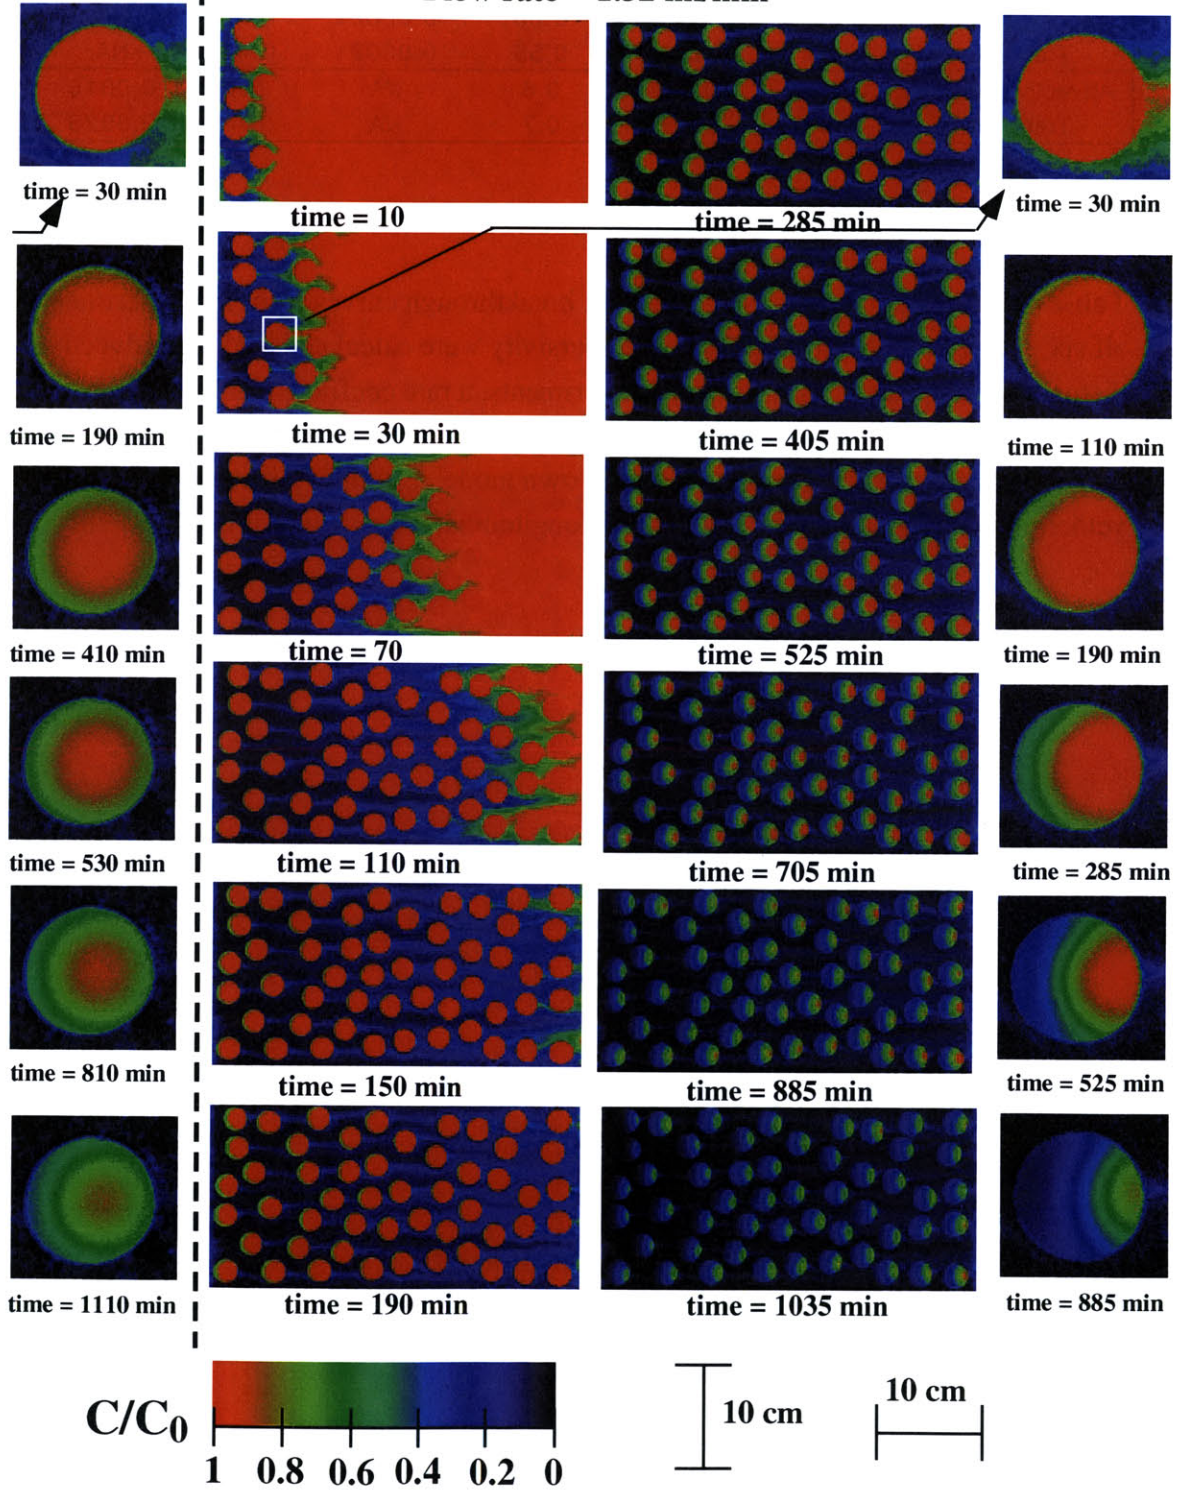 time = 30 min
time = 10
time = 285 min
time = 30 min
time = 190 min
time = 30 min
time = 405 min
time = 110 min
time = 410 min
time = 70
time = 525 min
time = 190 min
time = 530 min
time = 110 min
time = 705 min
time = 285 min
time = 810 min
time = 150 min
time = 885 min
time = 525 min
time = 1110 min
time = 190 min
time = 1035 min
time = 885 min
C/C0
1 0.8 0.6 0.4 0.2 0
10 cm
10 cm